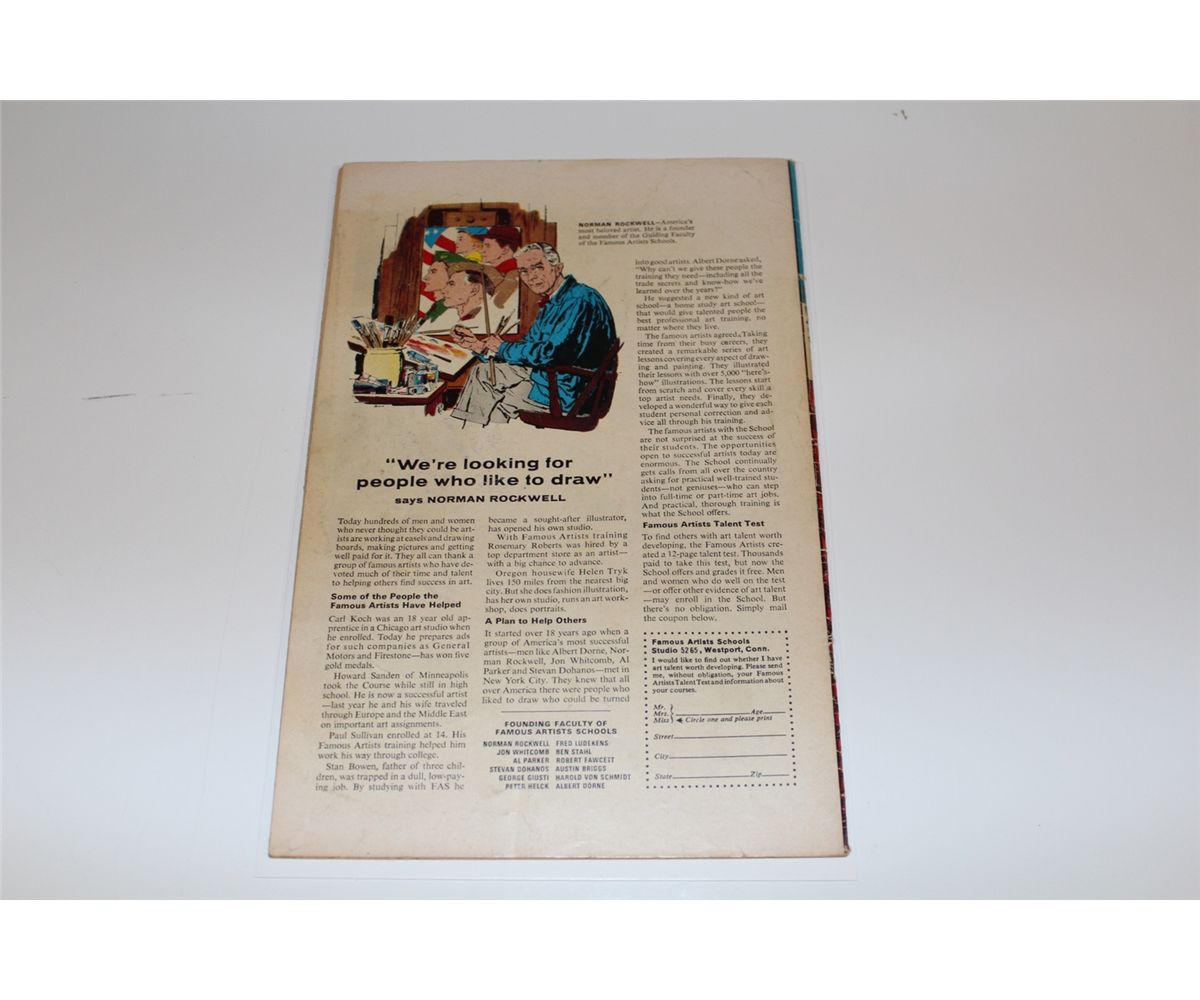 NORMAN ROCKWELL—America's
most beloved artist. He is a founder
and member of the Guiding Faculty
of the Famous Artists Schools.
"We're looking for
people who like to draw"
says NORMAN ROCKWELL
Today hundreds of men and women
who never thought they could be art-
ists are working at easels and drawing
boards, making pictures and getting
well paid for it. They all can thank a
group of famous artists who have de-
voted much of their time and talent
to helping others find success in art.
Some of the People the
Famous Artists Have Helped
Carl Koch was an 18 year old ap-
prentice in a Chicago art studio when
he enrolled. Today he prepares ads
for such companies as General
Motors and Firestone—has won five
gold medals.
Howard Sanden of Minneapolis
took the Course while still in high
school. He is now a successful artist
—last year he and his wife traveled
through Europe and the Middle East
on important art assignments.
Paul Sullivan enrolled at 14. His
Famous Artists training helped him
work his way through college.
Stan Bowen, father of three chil-
dren, was trapped in a dull, low-pay-
ing job. By studying with FAS he
became a sought-after illustrator,
has opened his own studio.
With Famous Artists training
Rosemary Roberts was hired by a
top department store as an artist—
with a big chance to advance.
Oregon housewife Helen Tryk
lives 150 miles from the nearest big
city. But she does fashion illustration,
has her own studio, runs an art work-
shop, does portraits.
A Plan to Help Others
It started over 18 years ago when a
group of America's most successful
artists—men like Albert Dorne, Nor-
man Rockwell, Jon Whitcomb, Al
Parker and Stevan Dohanos—met in
New York City. They knew that all
over America there were people who
liked to draw who could be turned
FOUNDING FACULTY OF
FAMOUS ARTISTS SCHOOLS
NORMAN ROCKWELL FRED LUDEKENS
JON WHITCOMB BEN STAHL
AL PARKER ROBERT FAWCETT
STEVAN DOHANOS AUSTIN BRIGGS
GEORGE GIUSTI HAROLD VON SCHMIDT
PETER HELCK ALBERT DORNE
into good artists. Albert Dorne asked,
"Why can't we give these people the
training they need—including all the
trade secrets and know-how we've
learned over the years?"
He suggested a new kind of art
school—a home study art school—
that would give talented people the
best professional art training, no
matter where they live.
The famous artists agreed. Taking
time from their busy careers, they
created a remarkable series of art
lessons covering every aspect of draw-
ing and painting. They illustrated
their lessons with over 5,000 "here's-
how" illustrations. The lessons start
from scratch and cover every skill a
top artist needs. Finally, they de-
veloped a wonderful way to give each
student personal correction and ad-
vice all through his training.
The famous artists with the School
are not surprised at the success of
their students. The opportunities
open to successful artists today are
enormous. The School continually
gets calls from all over the country
asking for practical well-trained stu-
dents—not geniuses—who can step
into full-time or part-time art jobs.
And practical, thorough training is
what the School offers.
Famous Artists Talent Test
To find others with art talent worth
developing, the Famous Artists cre-
ated a 12-page talent test. Thousands
paid to take this test, but now the
School offers and grades it free. Men
and women who do well on the test
—or offer other evidence of art talent
—may enroll in the School. But
there's no obligation. Simply mail
the coupon below.
Famous Artists Schools
Studio 5265, Westport, Conn.
I would like to find out whether I have
art talent worth developing. Please send
me, without obligation, your Famous
Artists Talent Test and information about
your courses.
Mr.
Mrs. Age
Miss Circle one and please print
Street
City
State Zip